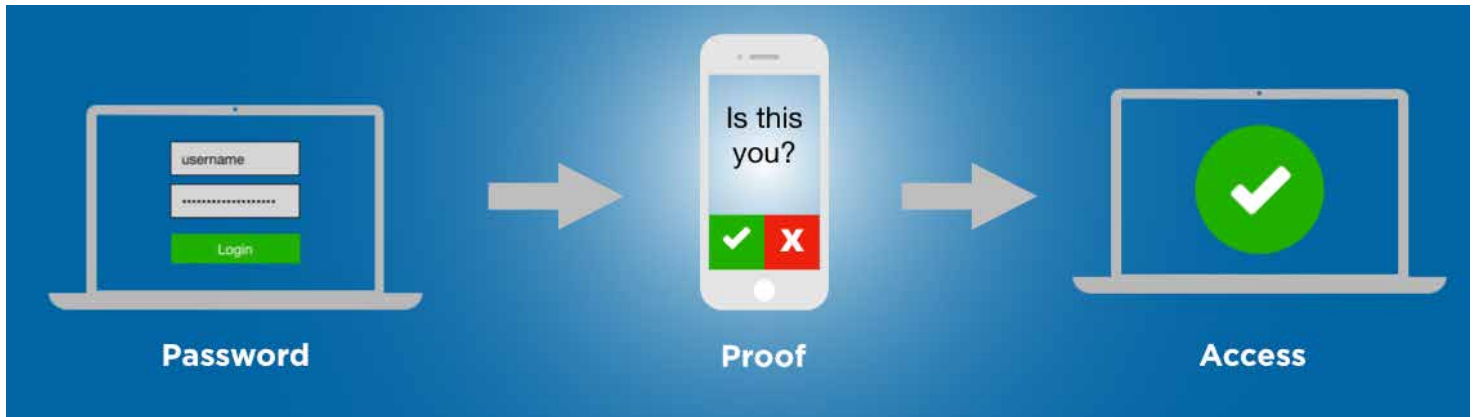 username
•••••••••••••••••••
Login
Password
Is this
you?
X
Proof
Access